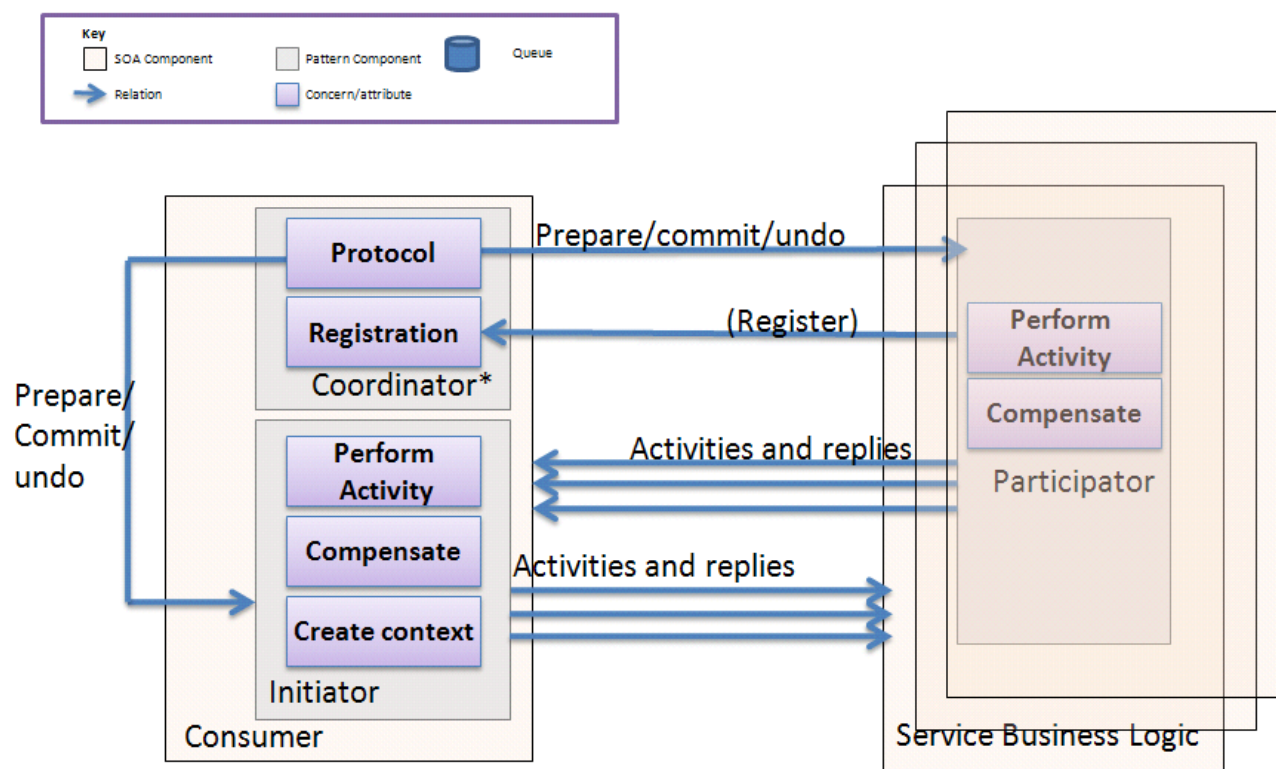 Key
SOA Component
Pattern Component
Queue
Relation
Concern/attribute
Protocol
Prepare/commit/undo
Registration
(Register)
Coordinator*
Prepare/
Commit/
undo
Perform
Activity
Compensate
Create context
Initiator
Consumer
Activities and replies
Activities and replies
Perform
Activity
Compensate
Participator
Service Business Logic